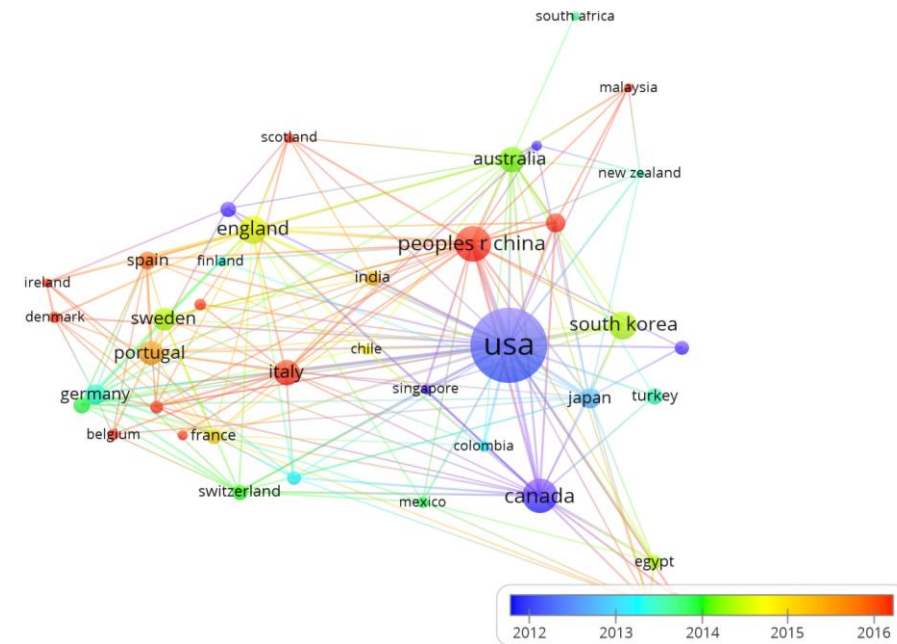 south africa
malaysia
scotland
australia
new zealand
england
peoples r china
spain
finland
india
ireland
denmark
sweden
south korea
usa
portugal
chile
italy
germany
singapore
japan
turkey
belgium
france
colombia
switzerland
canada
mexico
egypt
2012 2013 2014 2015 2016